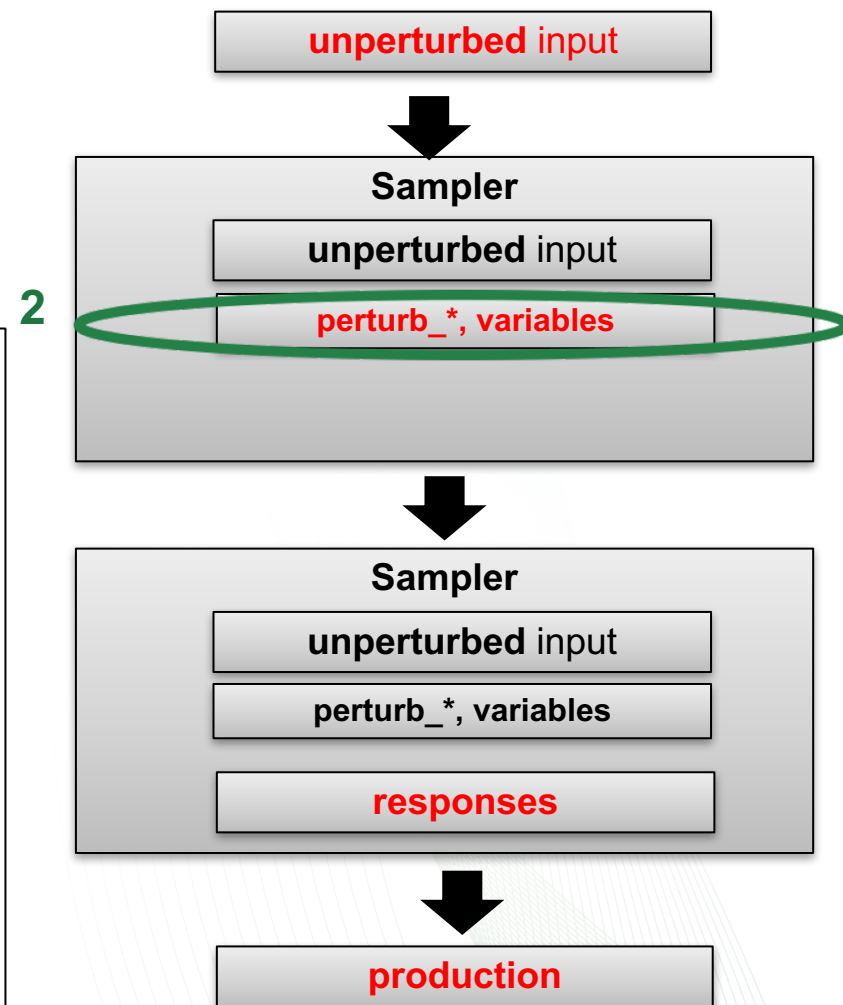 unperturbed input
Sampler
unperturbed input
2
perturb_*, variables
Sampler
unperturbed input
perturb_*, variables
responses
production